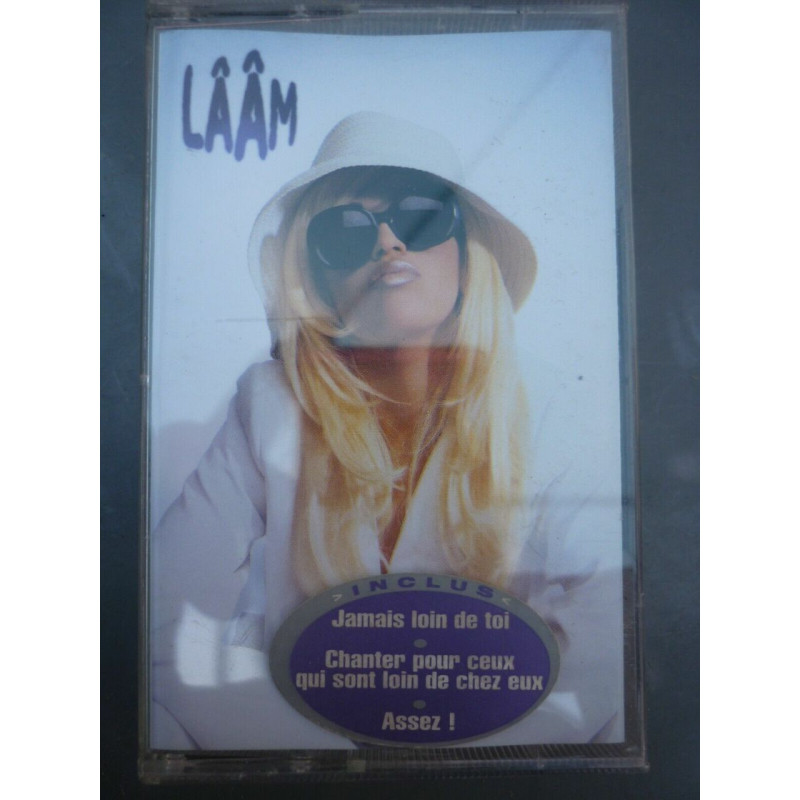 LÂÂM
>INCLUS<
Jamais loin de toi
•
Chanter pour ceux
qui sont loin de chez eux
•
Assez !